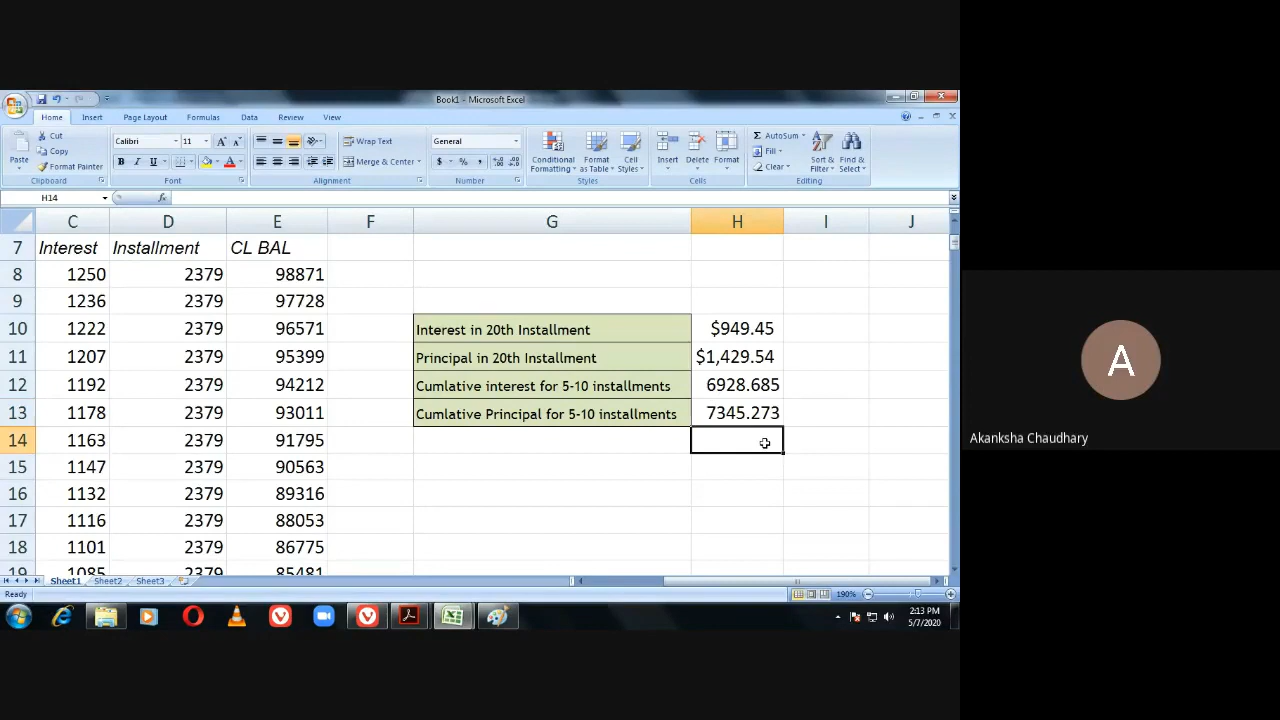 Book1 - Microsoft Excel
Home Insert Page Layout Formulas Data Review View
Cut
Copy
Format Painter
Paste
Clipboard
Calibri 11
B I U
Font
Wrap Text
Merge & Center
Alignment
General
$ % ,
Number
Conditional Formatting
Format as Table
Cell Styles
Styles
Insert Delete Format
Cells
AutoSum
Fill
Clear
Sort & Filter
Find & Select
Editing
H14 fx
C D E F G H I J
7 Interest Installment CL BAL
8 1250 2379 98871
9 1236 2379 97728
10 1222 2379 96571 Interest in 20th Installment $949.45
11 1207 2379 95399 Principal in 20th Installment $1,429.54
12 1192 2379 94212 Cumlative interest for 5-10 installments 6928.685
13 1178 2379 93011 Cumlative Principal for 5-10 installments 7345.273
14 1163 2379 91795
15 1147 2379 90563
16 1132 2379 89316
17 1116 2379 88053
18 1101 2379 86775
19 1085 2379 85481
Sheet1 Sheet2 Sheet3
Ready 190%
2:13 PM
5/7/2020
A
Akanksha Chaudhary